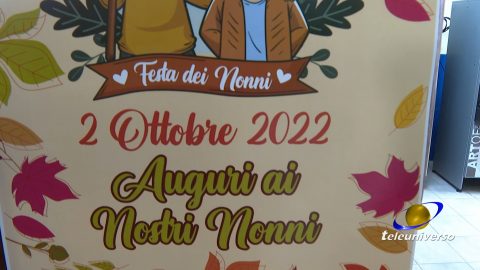 Festa dei Nonni
2 Ottobre 2022
Auguri ai
Nostri Nonni
teleuniverso